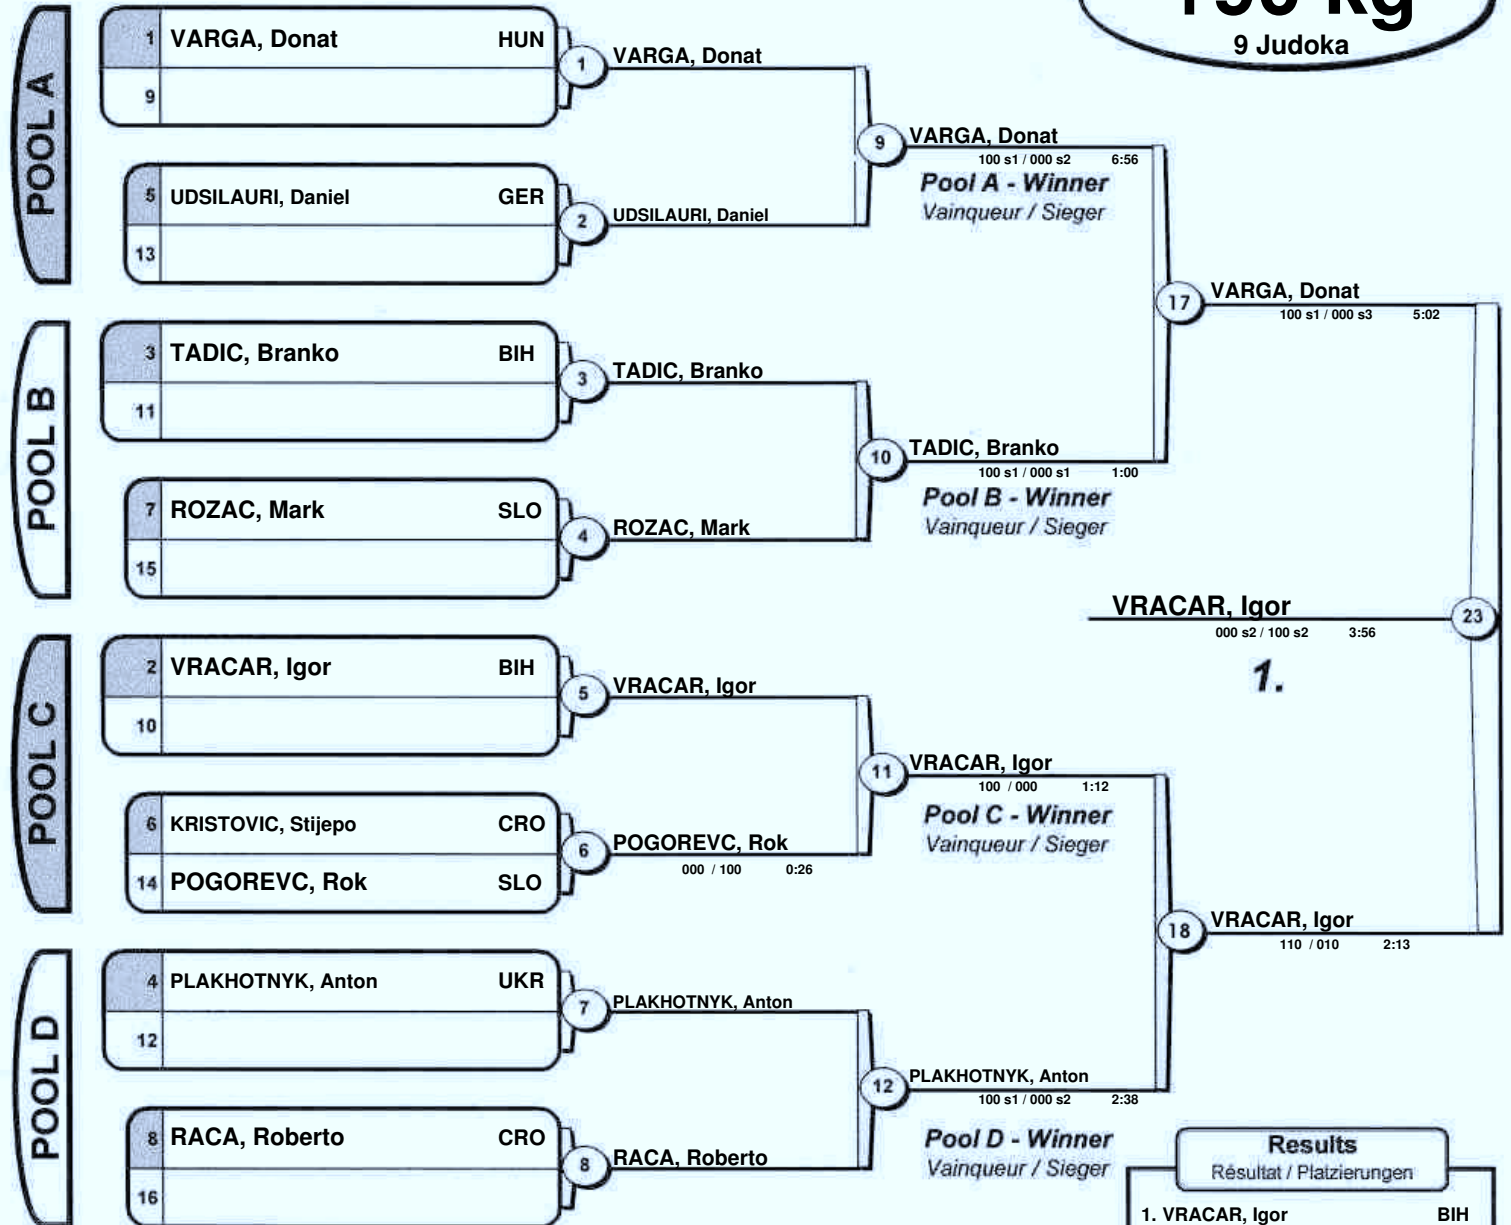 9 Judoka
POOL A
1 VARGA, Donat HUN
9
1 VARGA, Donat
5 UDSILAURI, Daniel GER
13
2 UDSILAURI, Daniel
9 VARGA, Donat
100 s1 / 000 s2 6:56
Pool A - Winner
Vainqueur / Sieger
POOL B
3 TADIC, Branko BIH
11
3 TADIC, Branko
7 ROZAC, Mark SLO
15
4 ROZAC, Mark
10 TADIC, Branko
100 s1 / 000 s1 1:00
Pool B - Winner
Vainqueur / Sieger
17 VARGA, Donat
100 s1 / 000 s3 5:02
VRACAR, Igor 23
000 s2 / 100 s2 3:56
1.
POOL C
2 VRACAR, Igor BIH
10
5 VRACAR, Igor
6 KRISTOVIC, Stijepo CRO
14 POGOREVC, Rok SLO
6 POGOREVC, Rok
000 / 100 0:26
11 VRACAR, Igor
100 / 000 1:12
Pool C - Winner
Vainqueur / Sieger
18 VRACAR, Igor
110 / 010 2:13
POOL D
4 PLAKHOTNYK, Anton UKR
12
7 PLAKHOTNYK, Anton
8 RACA, Roberto CRO
16
8 RACA, Roberto
12 PLAKHOTNYK, Anton
100 s1 / 000 s2 2:38
Pool D - Winner
Vainqueur / Sieger
Results
Résultat / Platzierungen
1. VRACAR, Igor BIH